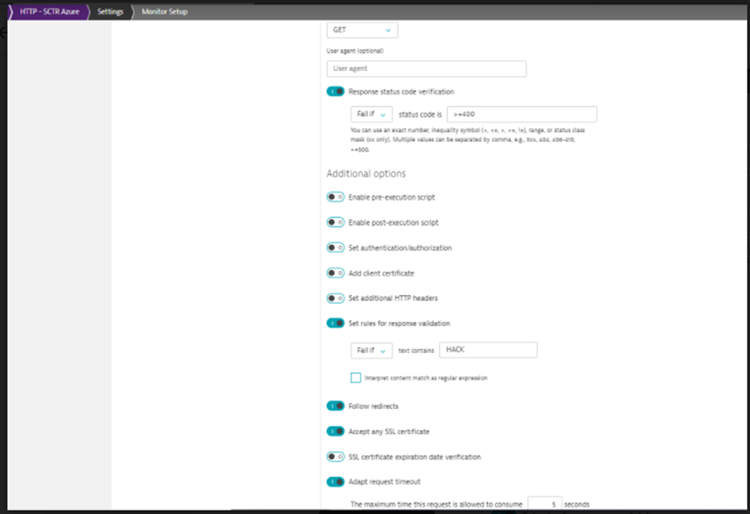 HTTP - SCTR Azure
Settings
Monitor Setup
GET
User agent (optional)
User agent
Response status code verification
Fail if
status code is
>=400
You can use an exact number, inequality symbol (<, <=, >, >=, !=), range, or status class
mask (xx only). Multiple values can be separated by comma, e.g.,
>=500.
Additional options
Enable pre-execution script
Enable post-execution script
Set authentication/authorization
Add client certificate
Set additional HTTP headers
Set rules for response validation
Fail if
text contains
HACK
Interpret content match as regular expression
Follow redirects
Accept any SSL certificate
SSL certificate expiration date verification
Adapt request timeout
The maximum time this request is allowed to consume 5 seconds